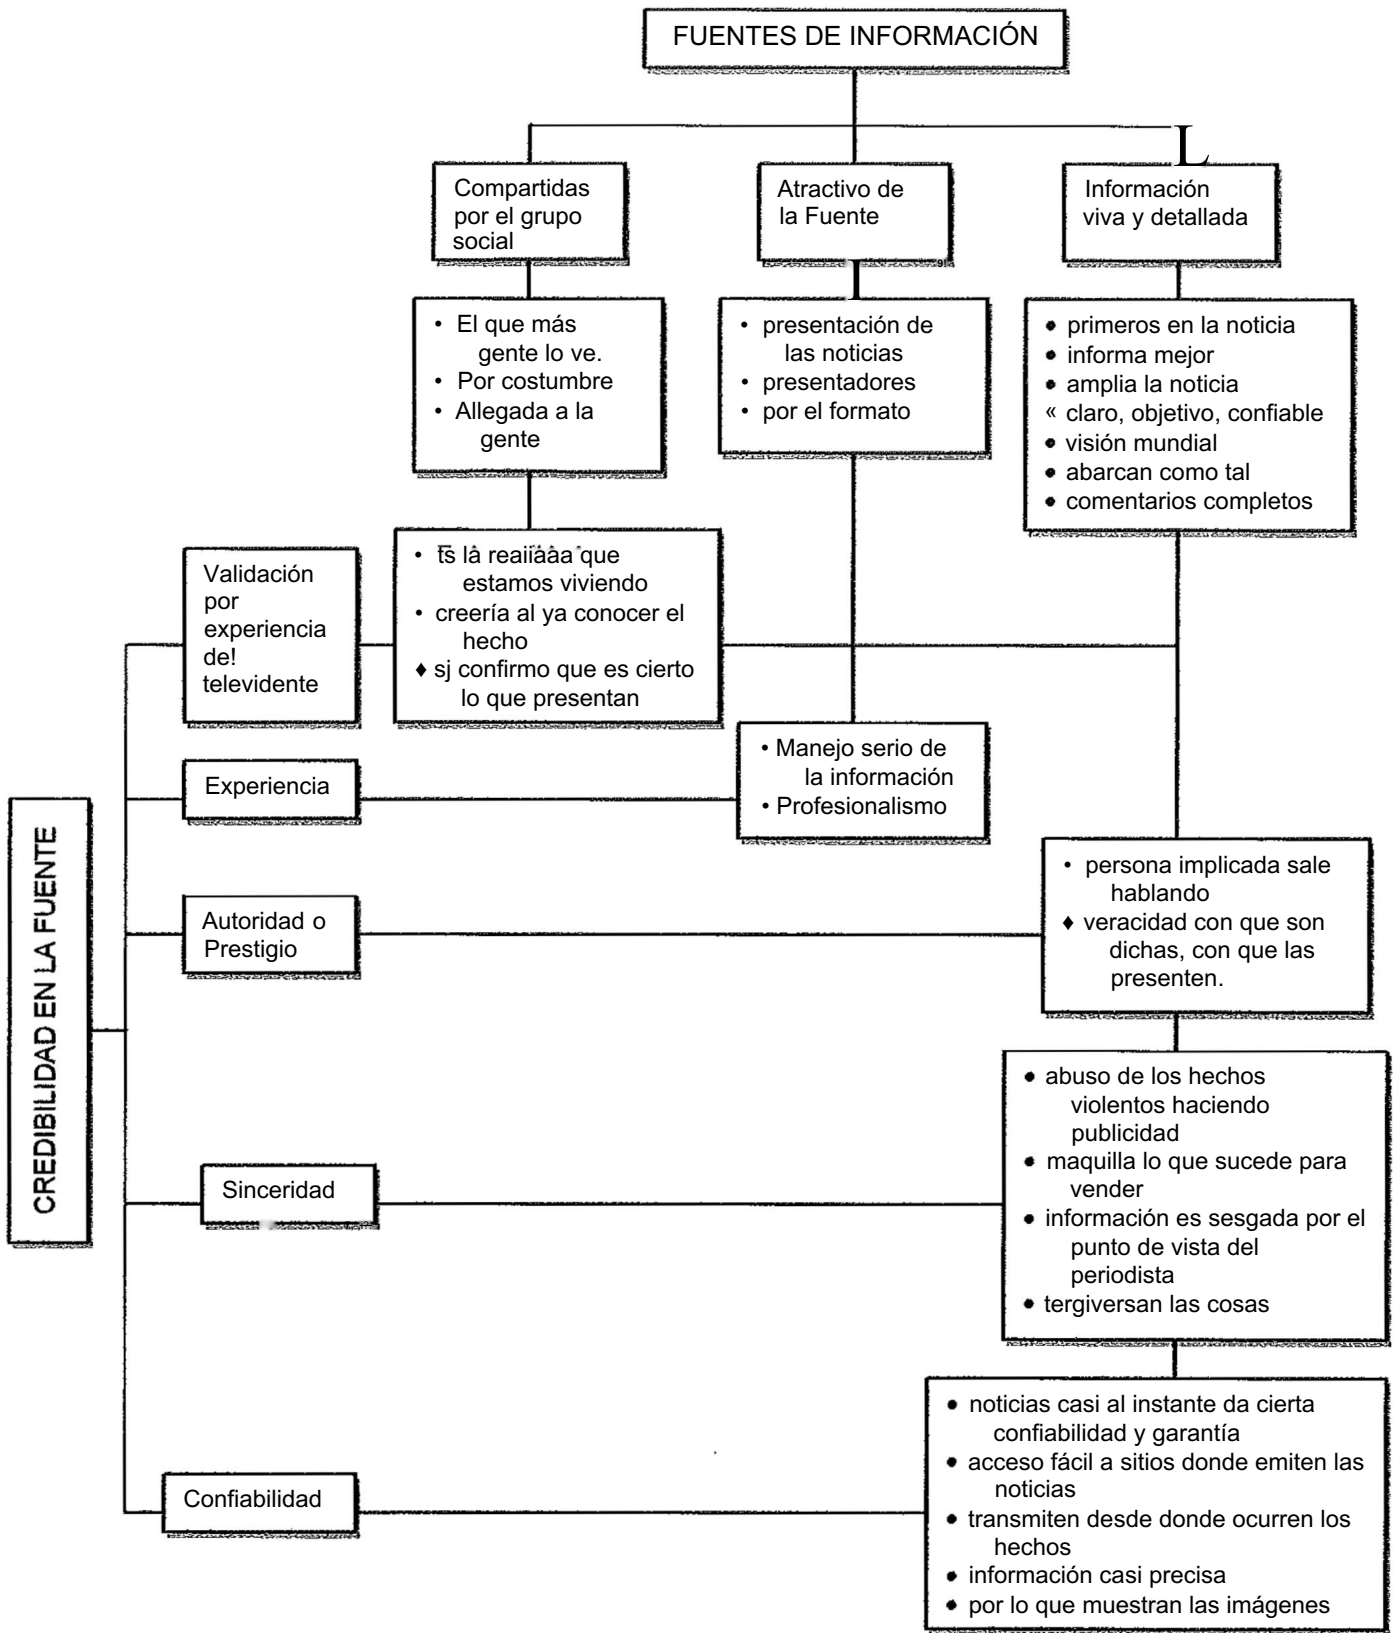 FUENTES DE INFORMACIÓN
Compartidas
por el grupo
social
Atractivo de
la Fuente
Información
viva y detallada
• El que más
gente lo ve.
• Por costumbre
• Allegada a la
gente
• presentación de
las noticias
• presentadores
• por el formato
• primeros en la noticia
• informa mejor
• amplia la noticia
« claro, objetivo, confiable
• visión mundial
• abarcan como tal
• comentarios completos
Validación
por
experiencia
de!
televidente
• la que
estamos viviendo
• creería al ya conocer el
hecho
♦ sj confirmo que es cierto
lo que presentan
Experiencia
• Manejo serio de
la información
• Profesionalismo
CREDIBILIDAD EN LA FUENTE
Autoridad o
Prestigio
• persona implicada sale
hablando
♦ veracidad con que son
dichas, con que las
presenten.
Sinceridad
• abuso de los hechos
violentos haciendo
publicidad
• maquilla lo que sucede para
vender
• información es sesgada por el
punto de vista del
periodista
• tergiversan las cosas
Confiabilidad
• noticias casi al instante da cierta
confiabilidad y garantía
• acceso fácil a sitios donde emiten las
noticias
• transmiten desde donde ocurren los
hechos
• información casi precisa
• por lo que muestran las imágenes